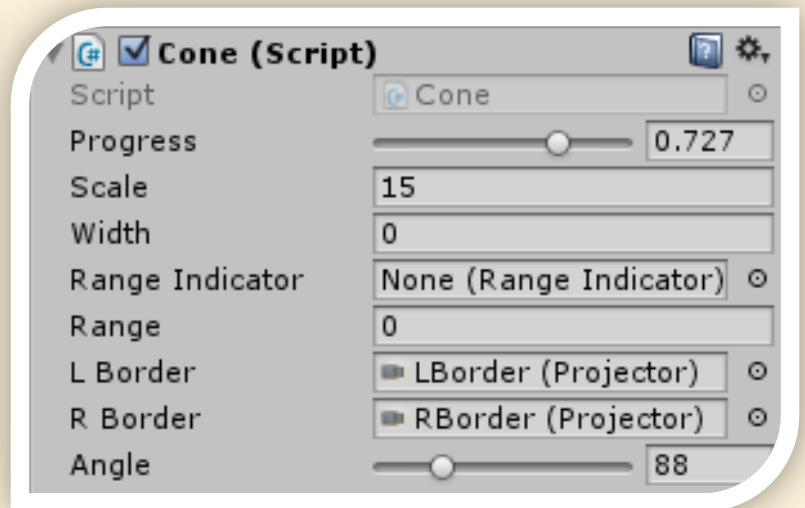 C# Cone (Script) ?
Script Cone
Progress 0.727
Scale 15
Width 0
Range Indicator None (Range Indicator)
Range 0
L Border LBorder (Projector)
R Border RBorder (Projector)
Angle 88